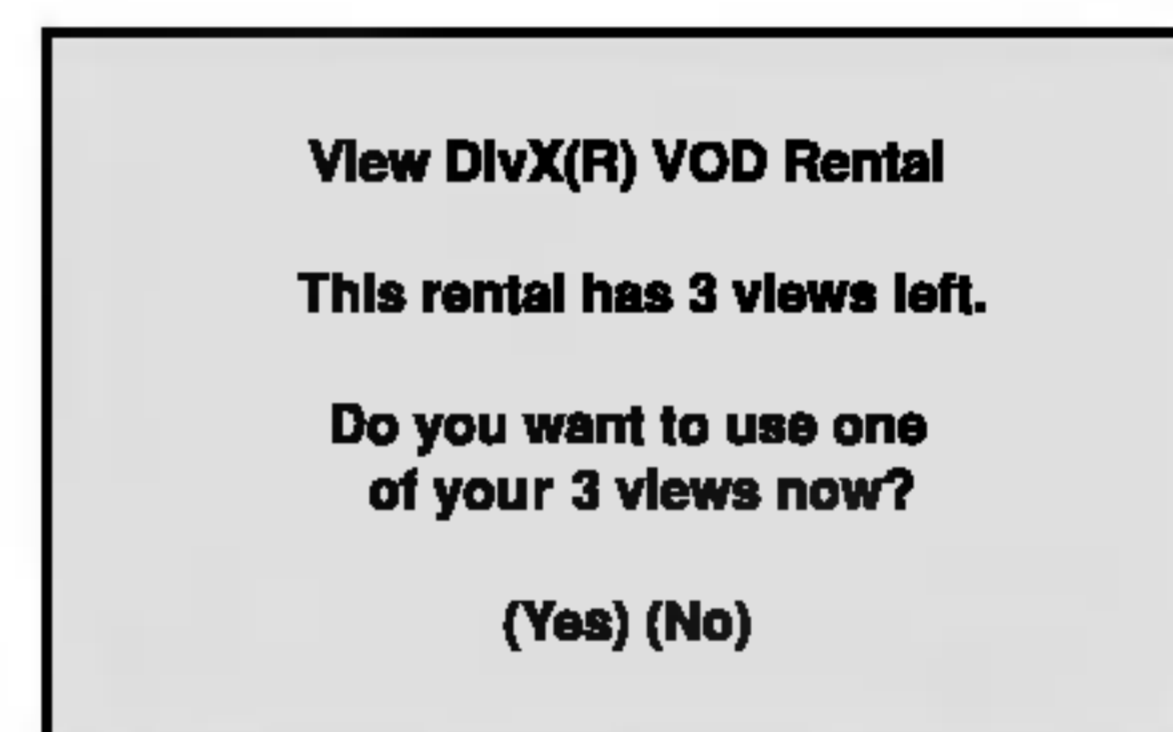 View DivX(R) VOD Rental
This rental has 3 views left.
Do you want to use one
of your 3 views now?
(Yes) (No)